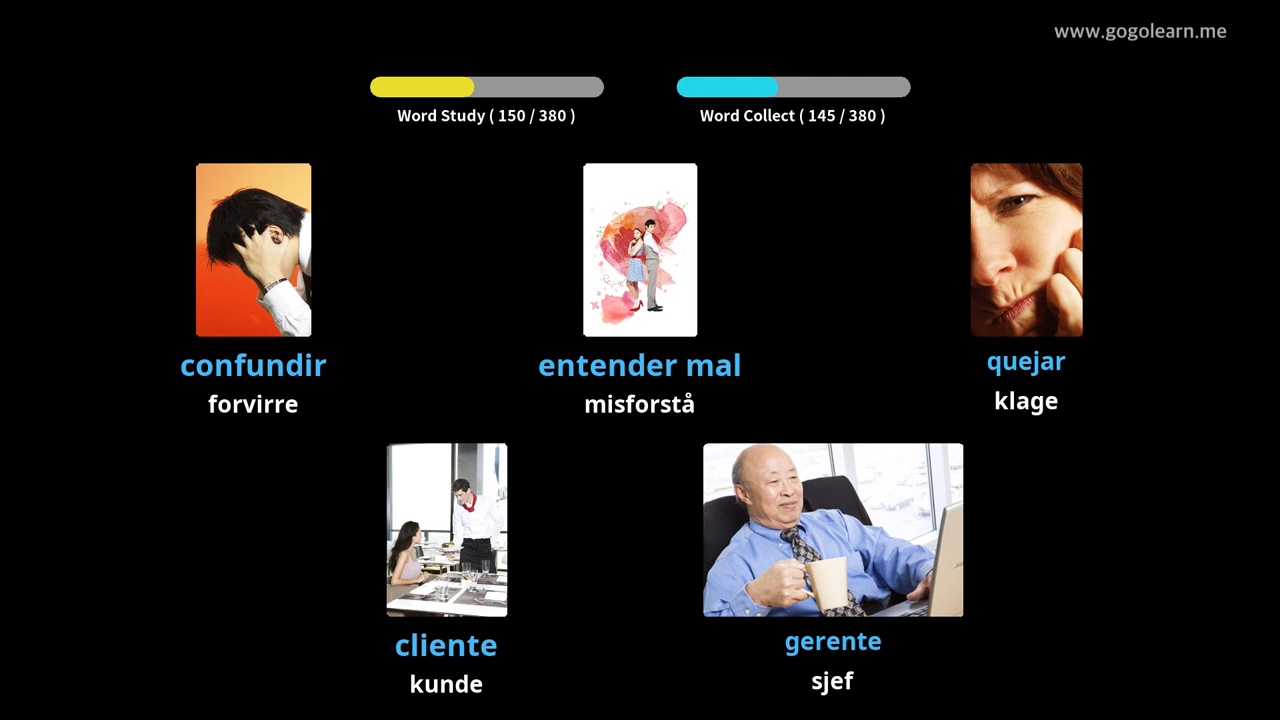 www.gogolearn.me
Word Study ( 150 / 380 )
Word Collect ( 145 / 380 )
confundir
forvirre
entender mal
misforstå
quejar
klage
cliente
kunde
gerente
sjef